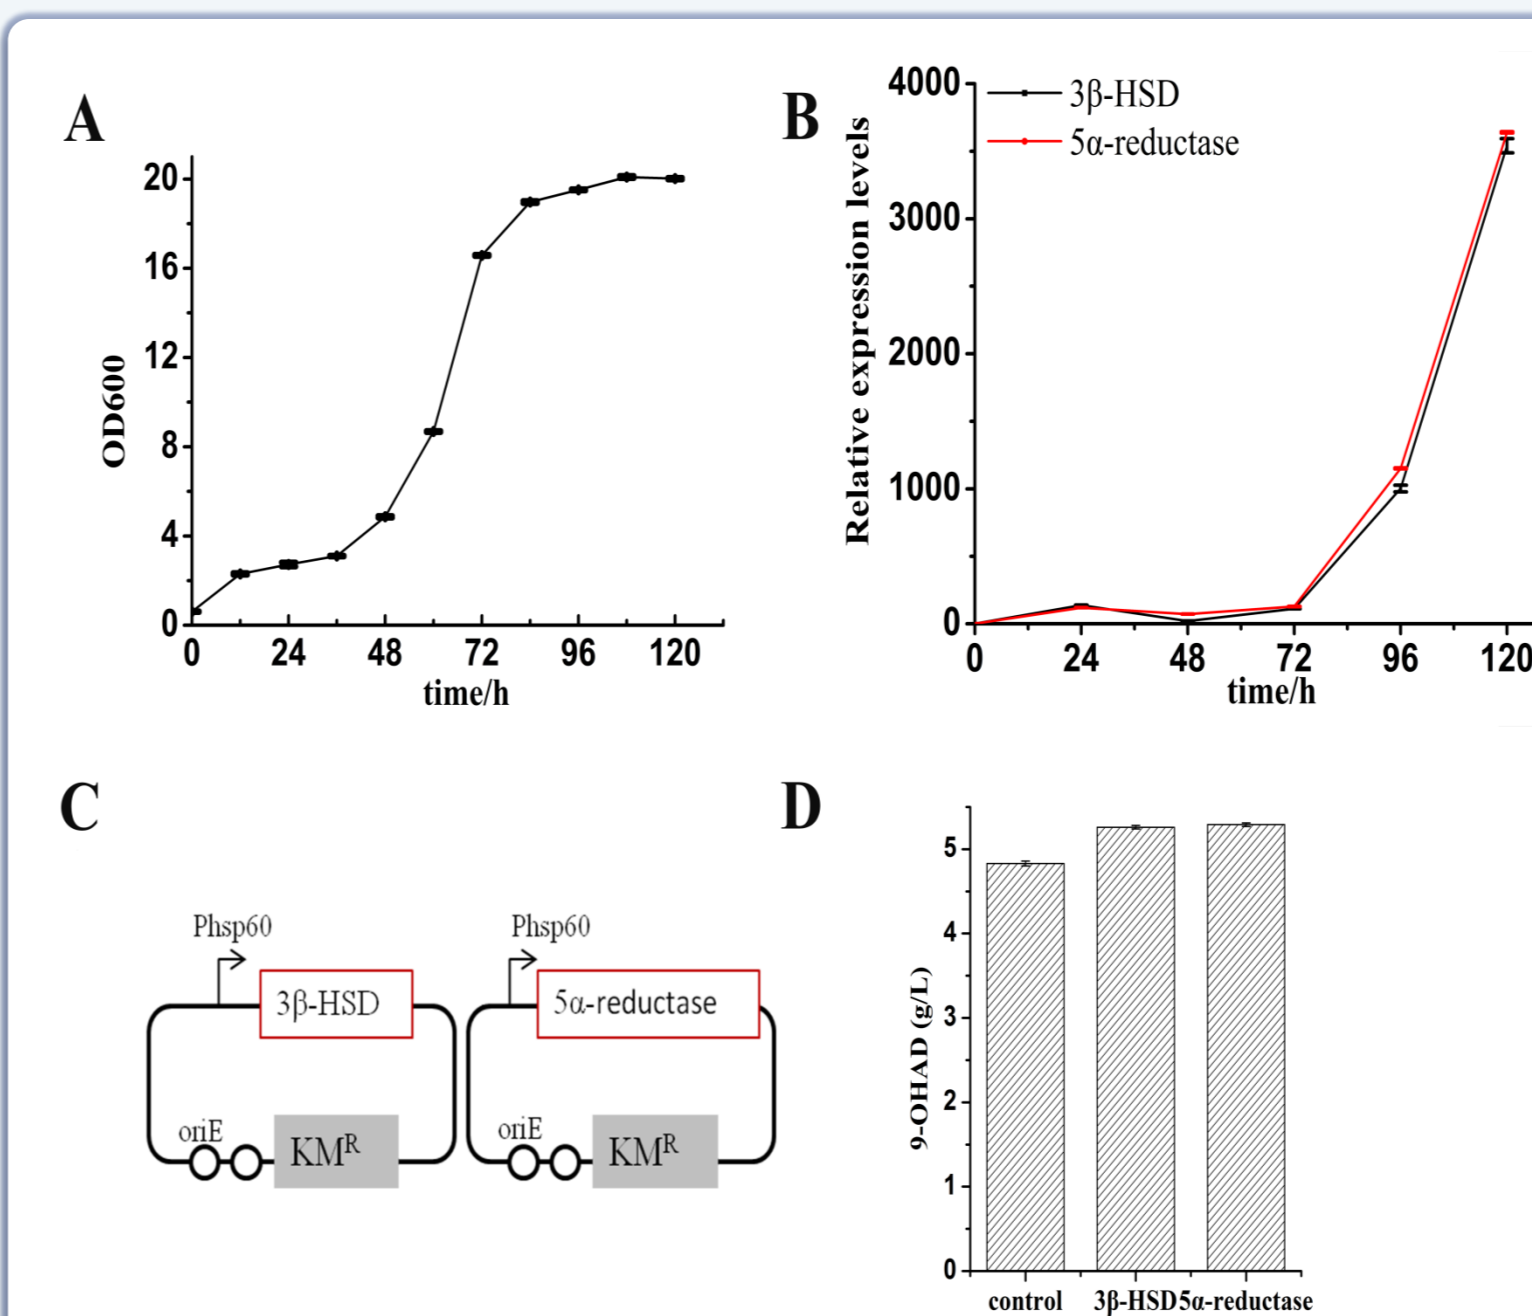 A
20
16
12
8
4
0
OD600
0 24 48 72 96 120
time/h
B
4000
3000
2000
1000
0
Relative expression levels
3β-HSD
5α-reductase
0 24 48 72 96 120
time/h
C
Phsp60
3β-HSD
oriE
KMR
Phsp60
5α-reductase
oriE
KMR
D
5
4
3
2
1
0
9-OHAD (g/L)
control 3β-HSD 5α-reductase